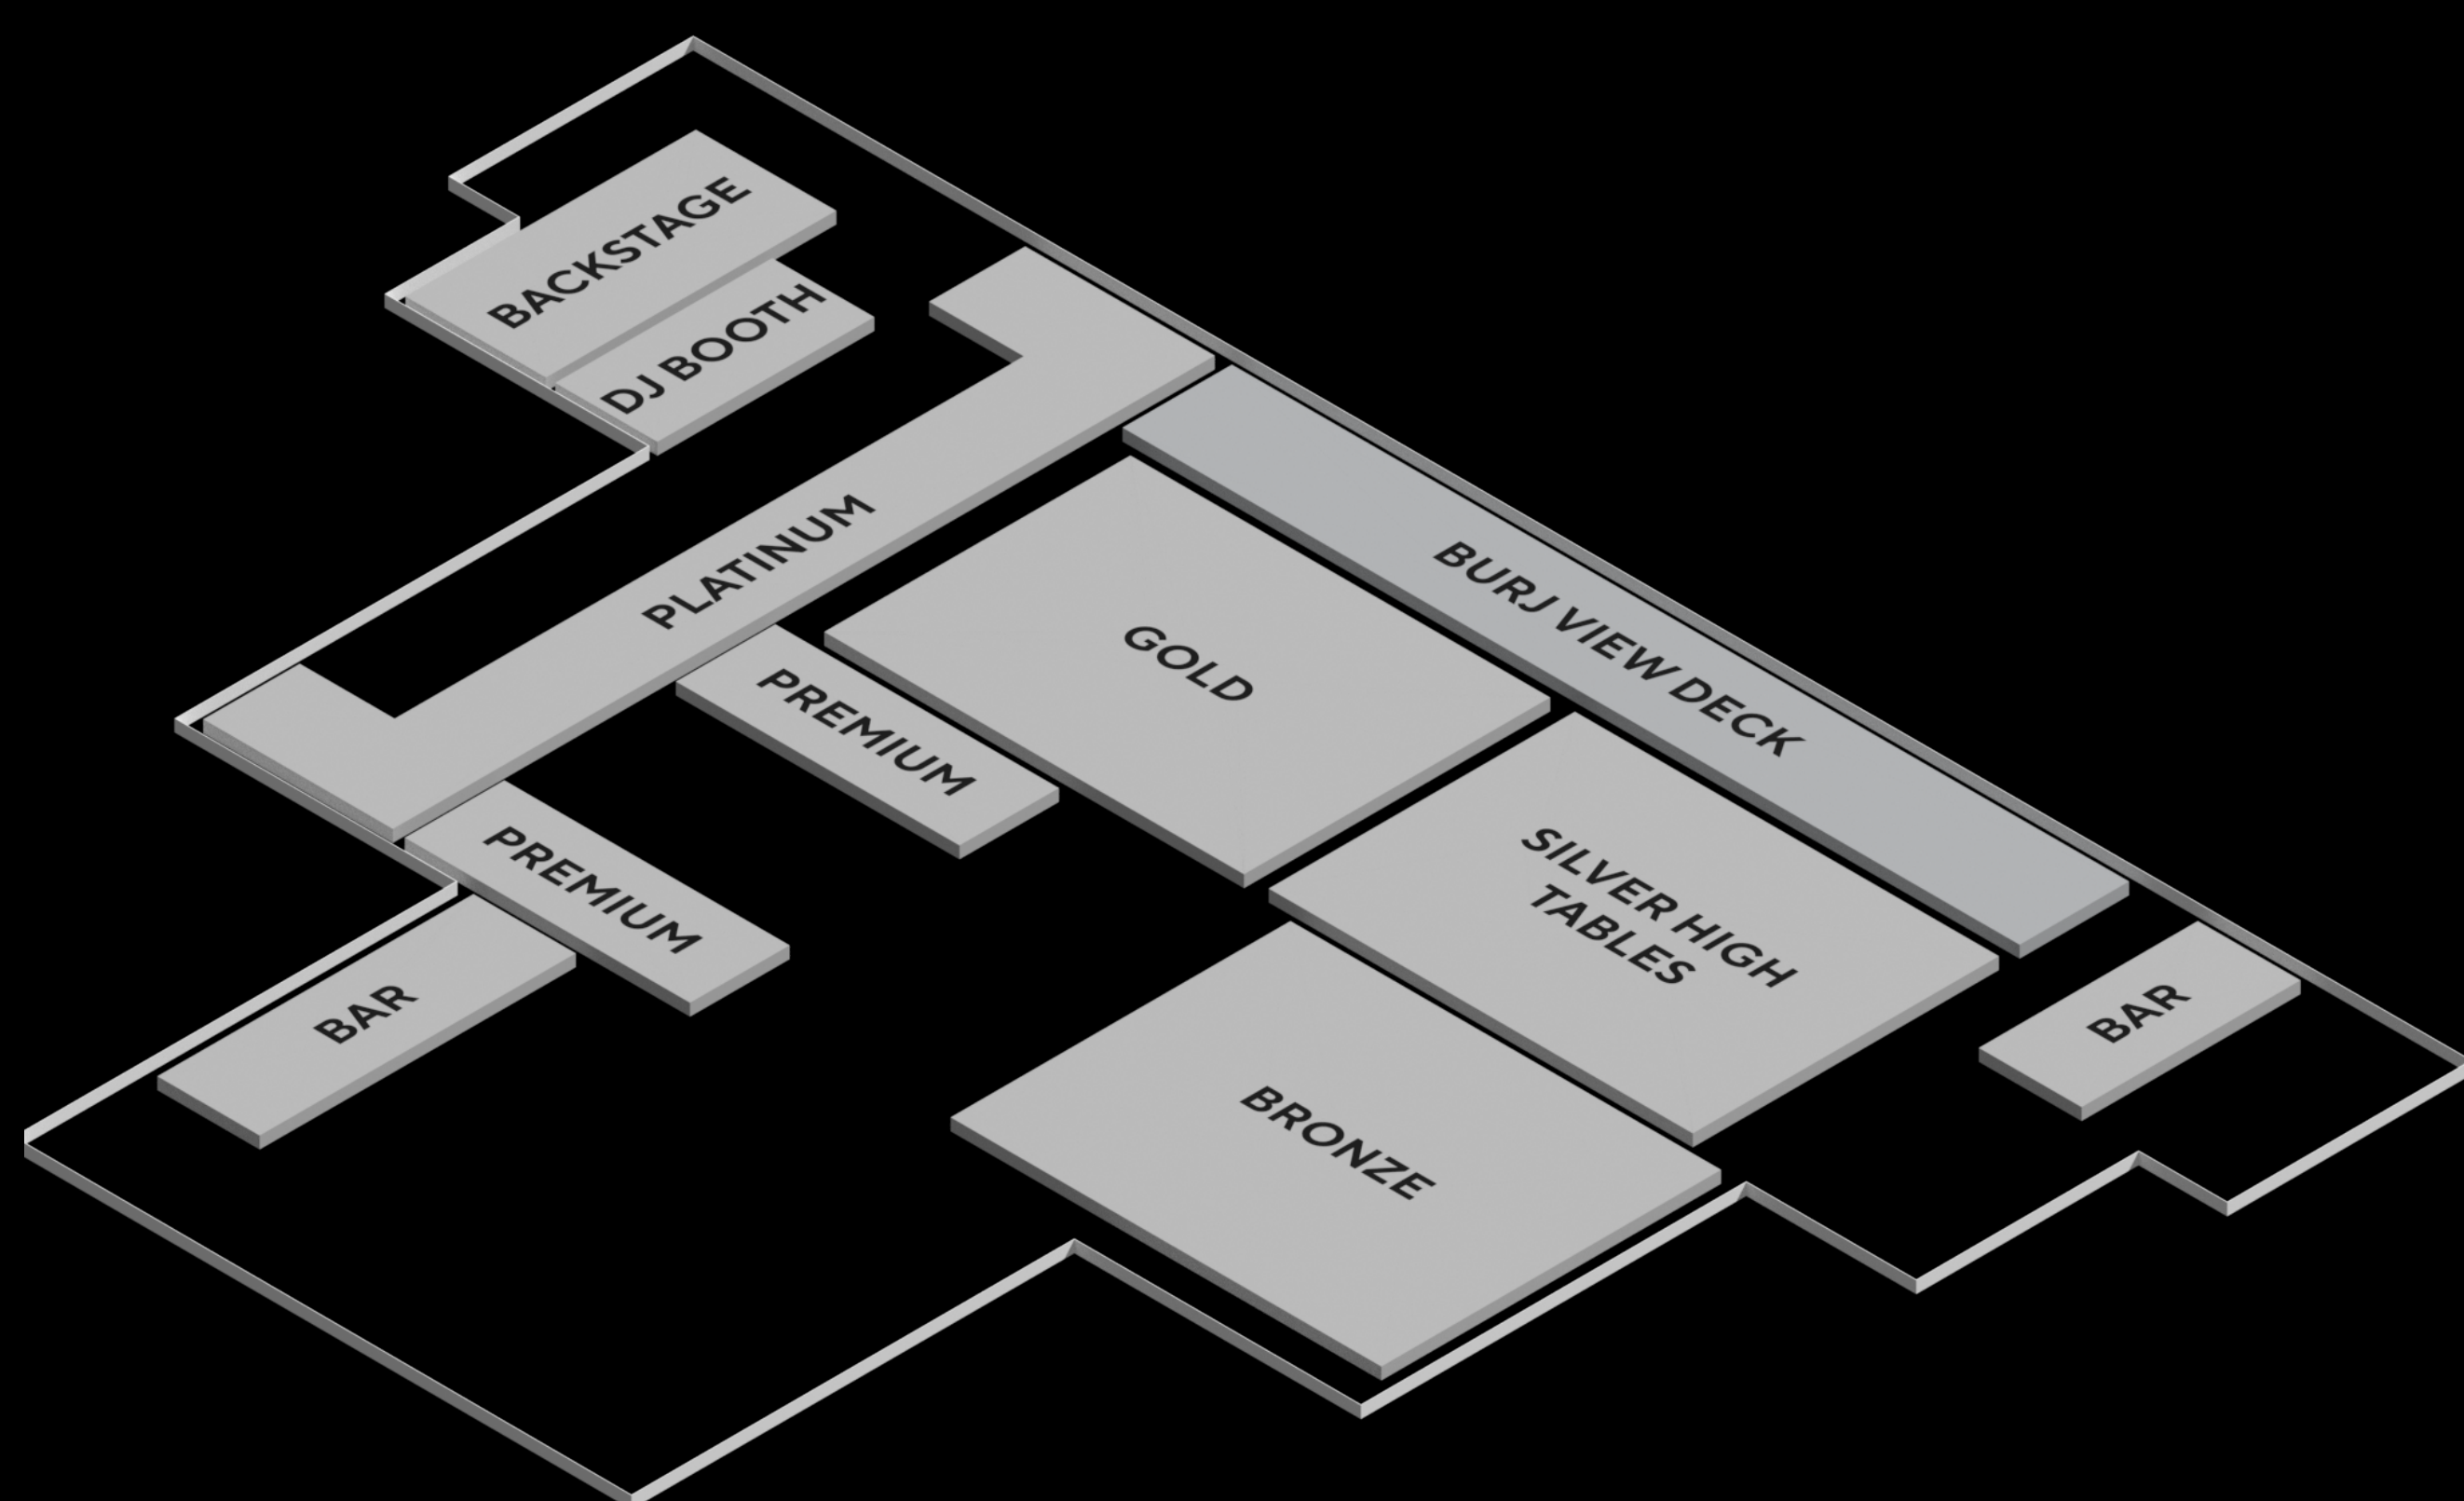 BACKSTAGE
DJ BOOTH
PLATINUM
BURJ VIEW DECK
GOLD
PREMIUM
PREMIUM
SILVER HIGH
TABLES
BAR
BAR
BRONZE